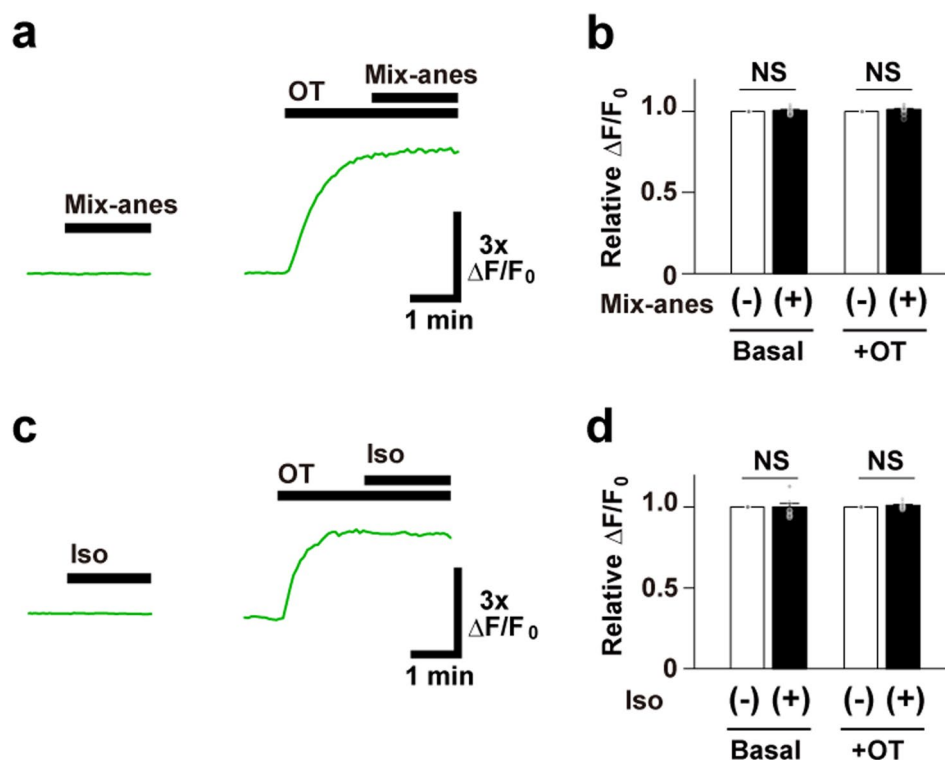 a
Mix-anes
OT
Mix-anes
3x
ΔF/F0
1 min
b
NS NS
Relative ΔF/F0
1.0
0.5
0
Mix-anes (-) (+) (-) (+)
Basal +OT
c
Iso
OT
Iso
3x
ΔF/F0
1 min
d
NS NS
Relative ΔF/F0
1.0
0.5
0
Iso (-) (+) (-) (+)
Basal +OT